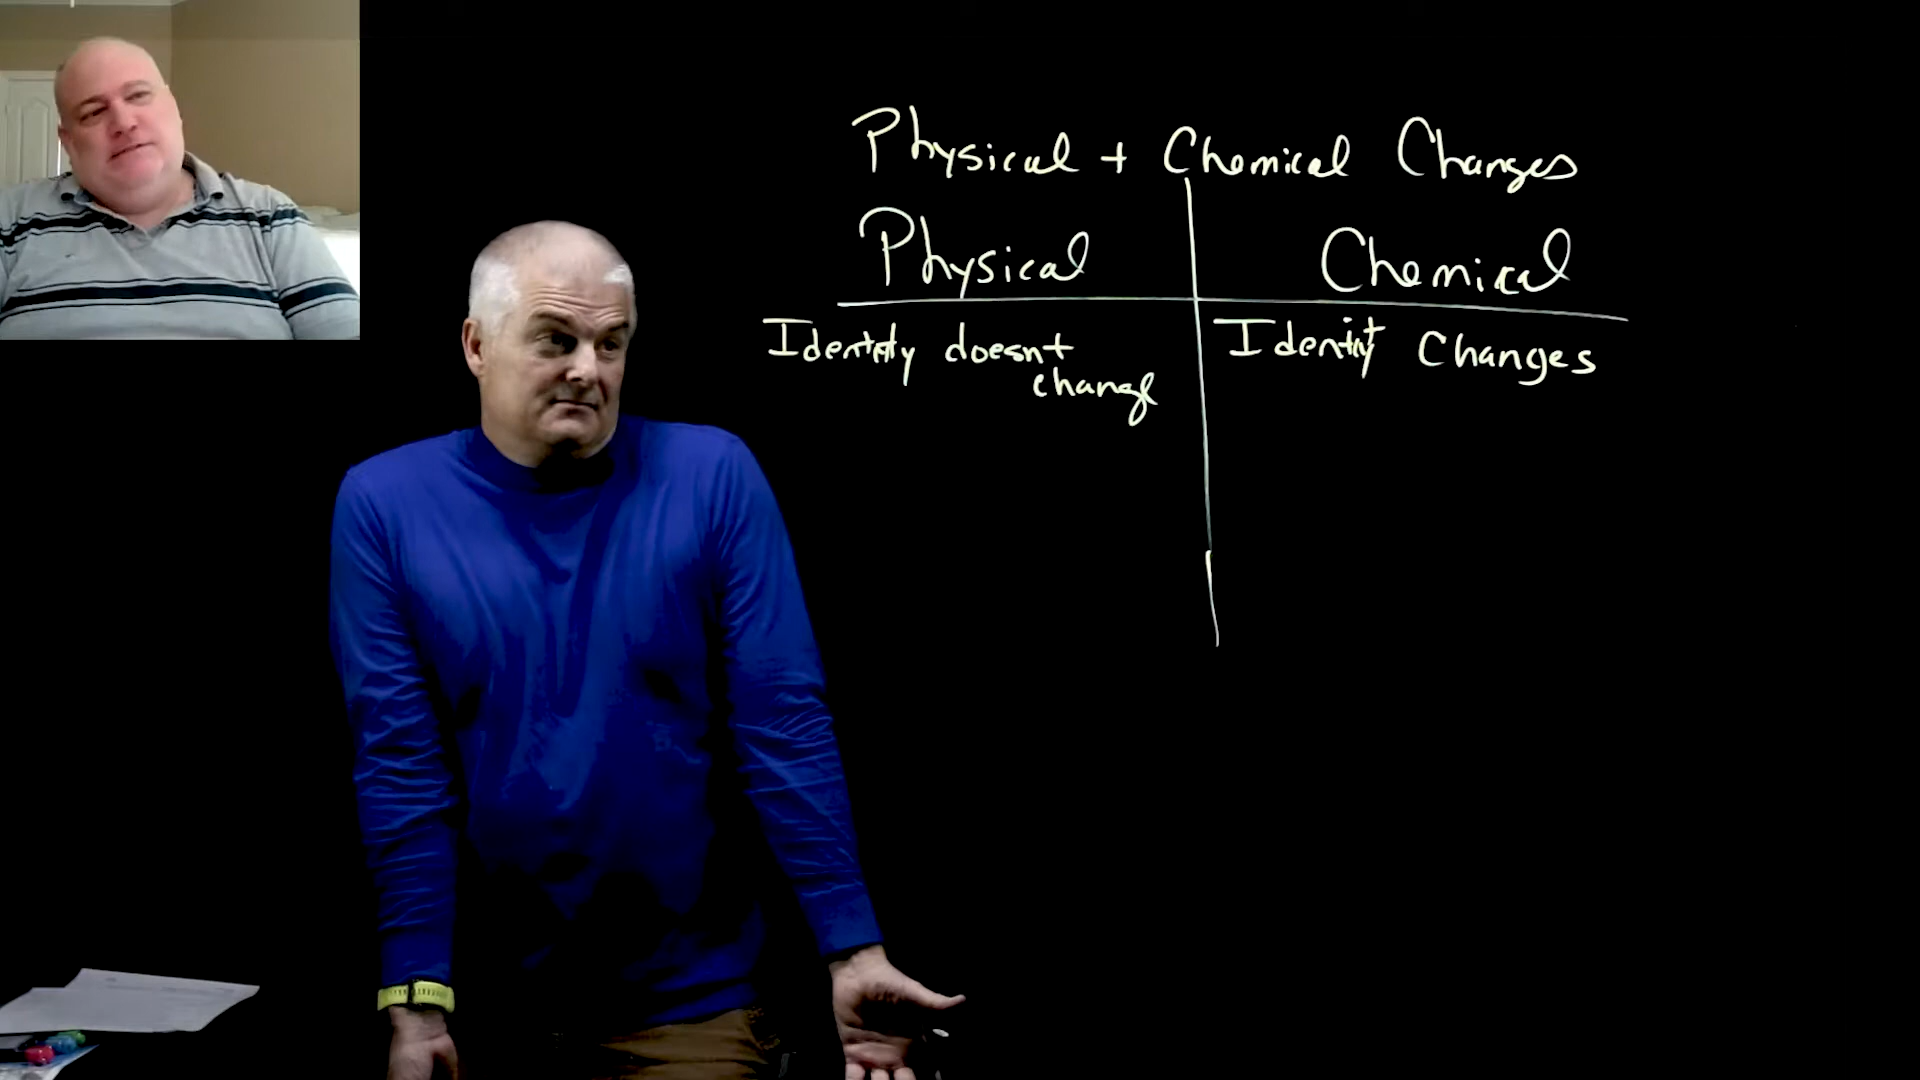 Physical + Chemical Changes
Physical
Chemical
Identity doesnt
change
Identity Changes